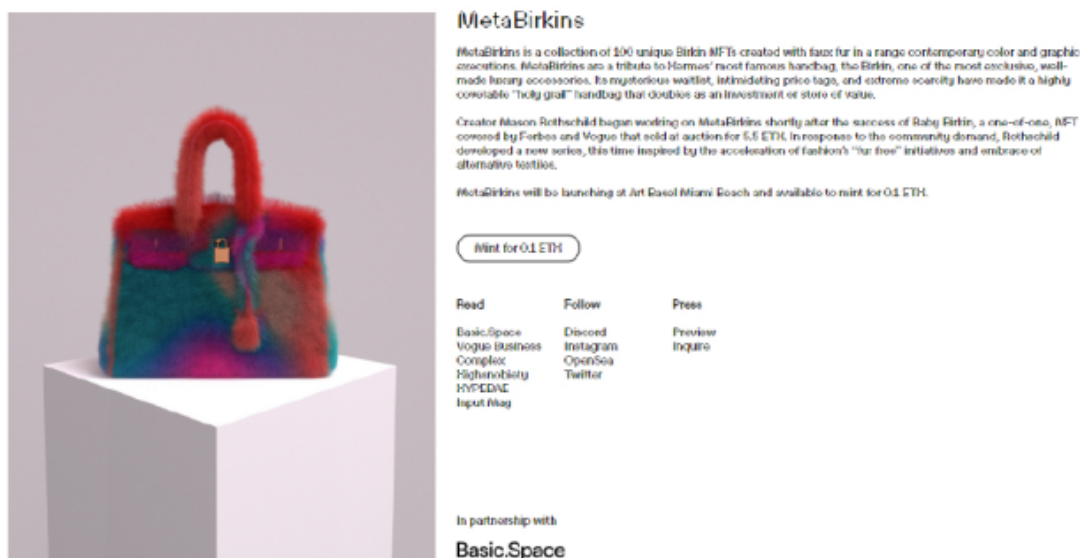 MetaBirkins
MetaBirkins is a collection of 100 unique Birkin NFTs created with faux fur in a range contemporary color and graphic
executions. MetaBirkins are a tribute to Hermes' most famous handbag, the Birkin, one of the most exclusive, well-
made luxury accessories. Its mysterious waitlist, intimidating price tags, and extreme scarcity have made it a highly
covetable "holy grail" handbag that doubles as an investment or store of value.
Creator Mason Rothschild began working on MetaBirkins shortly after the success of Baby Birkin, a one-of-one, NFT
covered by Forbes and Vogue that sold at auction for 5.5 ETH. In response to the community demand, Rothschild
developed a new series, this time inspired by the acceleration of fashion's "fur free" initiatives and embrace of
alternative textiles.
MetaBirkins will be launching at Art Basel Miami Beach and available to mint for 0.1 ETH.
Mint for 0.1 ETH
Read Follow Press
Basic.Space Discord Preview
Vogue Business Instagram Inquire
Complex OpenSea
Highsnobiety Twitter
HYPEBAE
Input Mag
In partnership with
Basic.Space